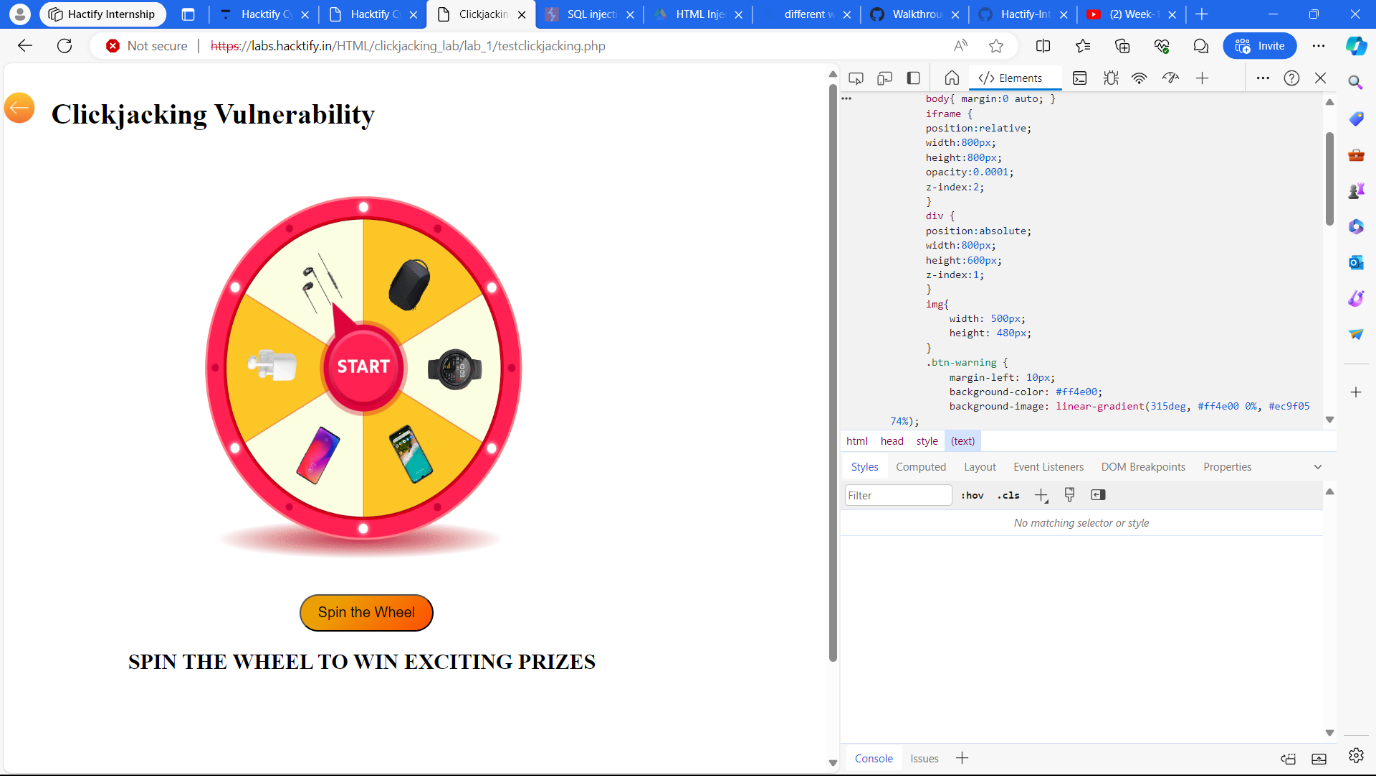 Hactify Internship
Hacktify Cy
Hacktify Cy
Clickjackin
SQL injecti
HTML Inje
different w
Walkthrou
Hactify-Int
(2) Week-1
Not secure
https://labs.hacktify.in/HTML/clickjacking_lab/lab_1/testclickjacking.php
Invite
Clickjacking Vulnerability
START
Spin the Wheel
SPIN THE WHEEL TO WIN EXCITING PRIZES
</> Elements
body{ margin:0 auto; }
iframe {
position:relative;
width:800px;
height:800px;
opacity:0.0001;
z-index:2;
}
div {
position:absolute;
width:800px;
height:600px;
z-index:1;
}
img{
width: 500px;
height: 480px;
}
.btn-warning {
margin-left: 10px;
background-color: #ff4e00;
background-image: linear-gradient(315deg, #ff4e00 0%, #ec9f05
74%);
html head style (text)
Styles Computed Layout Event Listeners DOM Breakpoints Properties
Filter :hov .cls
No matching selector or style
Console Issues